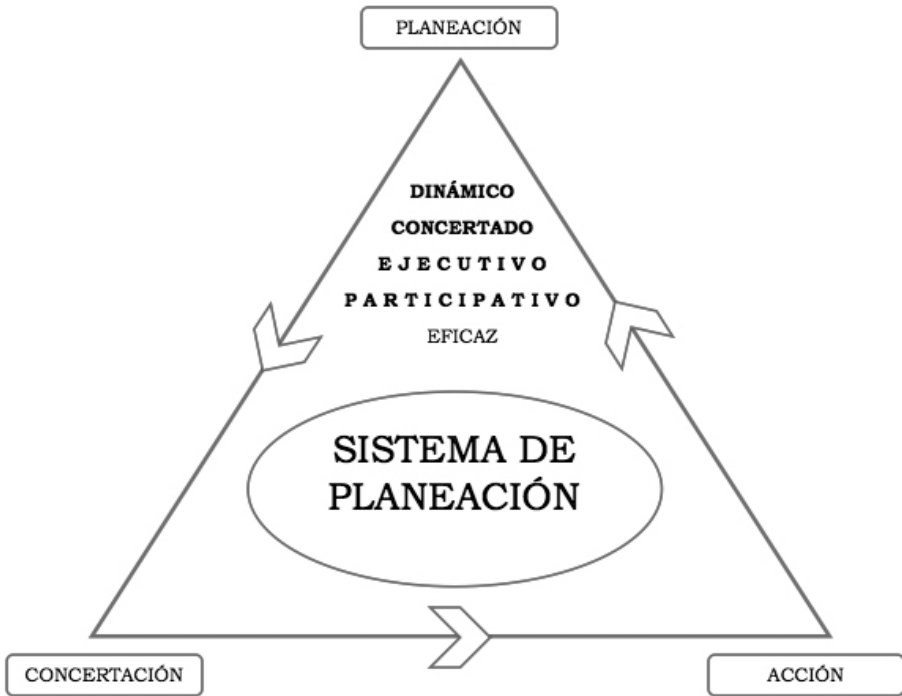 PLANEACIÓN
DINÁMICO
CONCERTADO
EJECUTIVO
PARTICIPATIVO
EFICAZ
SISTEMA DE
PLANEACIÓN
CONCERTACIÓN
ACCIÓN